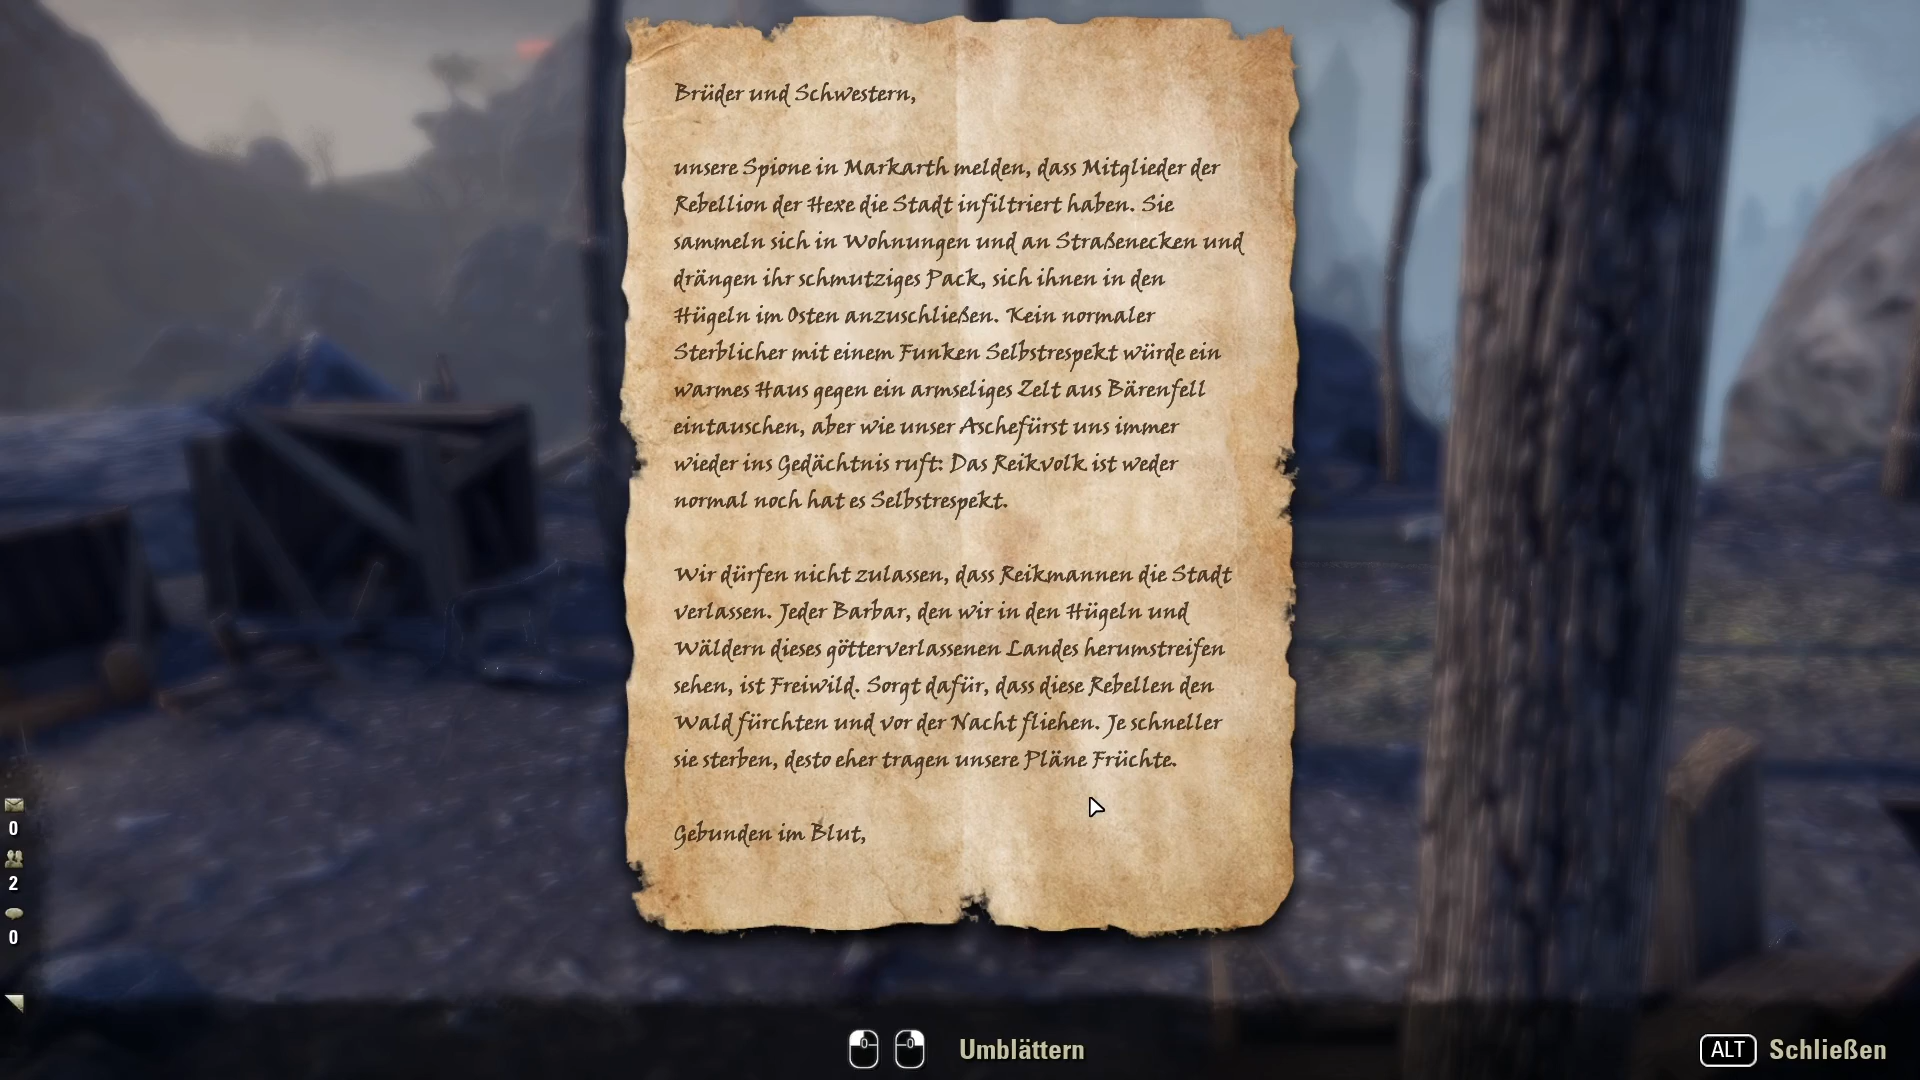 Brüder und Schwestern,
unsere Spione in Markarth melden, dass Mitglieder der
Rebellion der Hexe die Stadt infiltriert haben. Sie
sammeln sich in Wohnungen und an Straßenecken und
drängen ihr schmutziges Pack, sich ihnen in den
Hügeln im Osten anzuschließen. Kein normaler
Sterblicher mit einem Funken Selbstrespekt würde ein
warmes Haus gegen ein armseliges Zelt aus Bärenfell
eintauschen, aber wie unser Aschefürst uns immer
wieder ins Gedächtnis ruft: Das Reikvolk ist weder
normal noch hat es Selbstrespekt.
Wir dürfen nicht zulassen, dass Reikmannen die Stadt
verlassen. Jeder Barbar, den wir in den Hügeln und
Wäldern dieses götterverlassenen Landes herumstreifen
sehen, ist Freiwild. Sorgt dafür, dass diese Rebellen den
Wald fürchten und vor der Nacht fliehen. Je schneller
sie sterben, desto eher tragen unsere Pläne Früchte.
Gebunden im Blut,
0
2
0
Umblättern
ALT Schließen